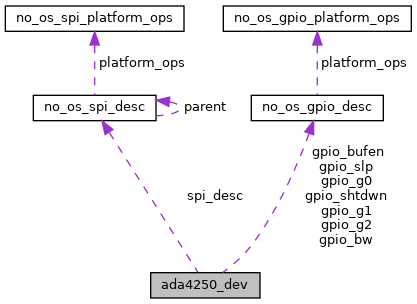 no_os_spi_platform_ops
no_os_gpio_platform_ops
platform_ops
platform_ops
no_os_spi_desc
parent
no_os_gpio_desc
spi_desc
gpio_bufen
gpio_slp
gpio_g0
gpio_shtdwn
gpio_g1
gpio_g2
gpio_bw
ada4250_dev